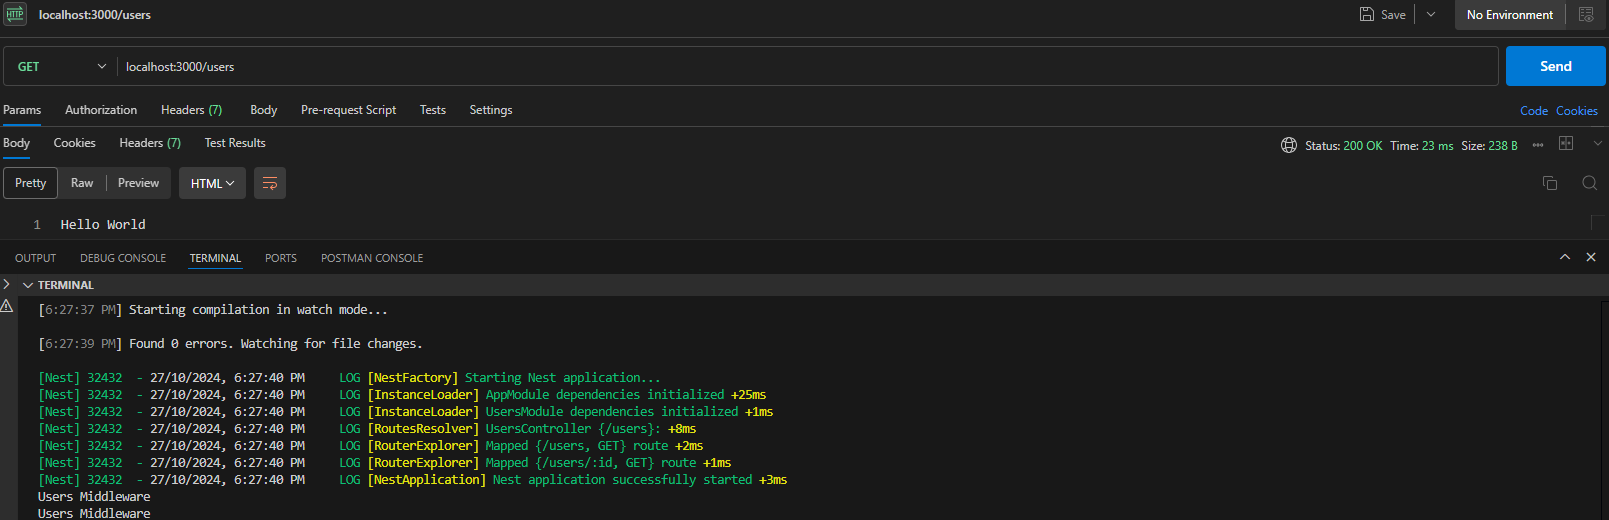 HTTP localhost:3000/users Save No Environment
GET localhost:3000/users Send
Params Authorization Headers (7) Body Pre-request Script Tests Settings Code Cookies
Body Cookies Headers (7) Test Results Status: 200 OK Time: 23 ms Size: 238 B
Pretty Raw Preview HTML
1 Hello World
OUTPUT DEBUG CONSOLE TERMINAL PORTS POSTMAN CONSOLE
TERMINAL
[6:27:37 PM] Starting compilation in watch mode...
[6:27:39 PM] Found 0 errors. Watching for file changes.
[Nest] 32432 - 27/10/2024, 6:27:40 PM LOG [NestFactory] Starting Nest application...
[Nest] 32432 - 27/10/2024, 6:27:40 PM LOG [InstanceLoader] AppModule dependencies initialized +25ms
[Nest] 32432 - 27/10/2024, 6:27:40 PM LOG [InstanceLoader] UsersModule dependencies initialized +1ms
[Nest] 32432 - 27/10/2024, 6:27:40 PM LOG [RoutesResolver] UsersController {/users}: +8ms
[Nest] 32432 - 27/10/2024, 6:27:40 PM LOG [RouterExplorer] Mapped {/users, GET} route +2ms
[Nest] 32432 - 27/10/2024, 6:27:40 PM LOG [RouterExplorer] Mapped {/users/:id, GET} route +1ms
[Nest] 32432 - 27/10/2024, 6:27:40 PM LOG [NestApplication] Nest application successfully started +3ms
Users Middleware
Users Middleware